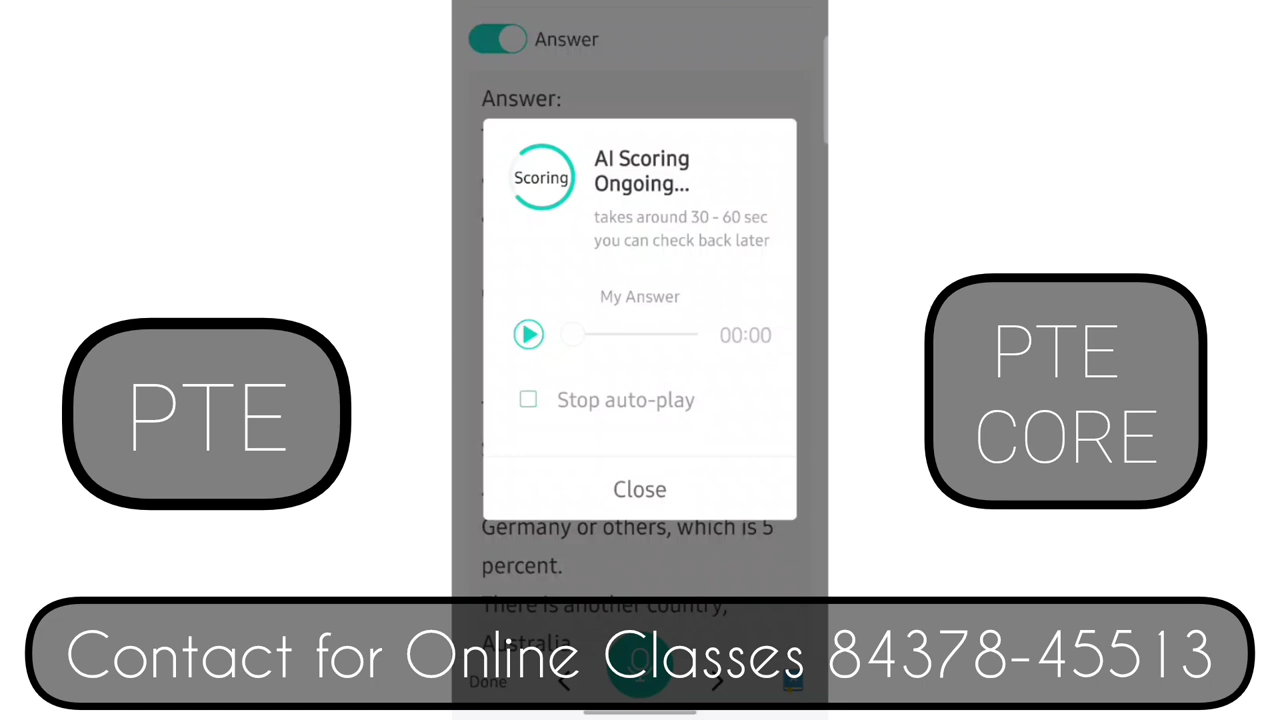 Answer
Answer:
Scoring
AI Scoring
Ongoing...
takes around 30 - 60 sec
you can check back later
My Answer
00:00
Stop auto-play
Close
Germany or others, which is 5
percent.
There is another country,
Australia
Done
PTE
PTE
CORE
Contact for Online Classes 84378-45513